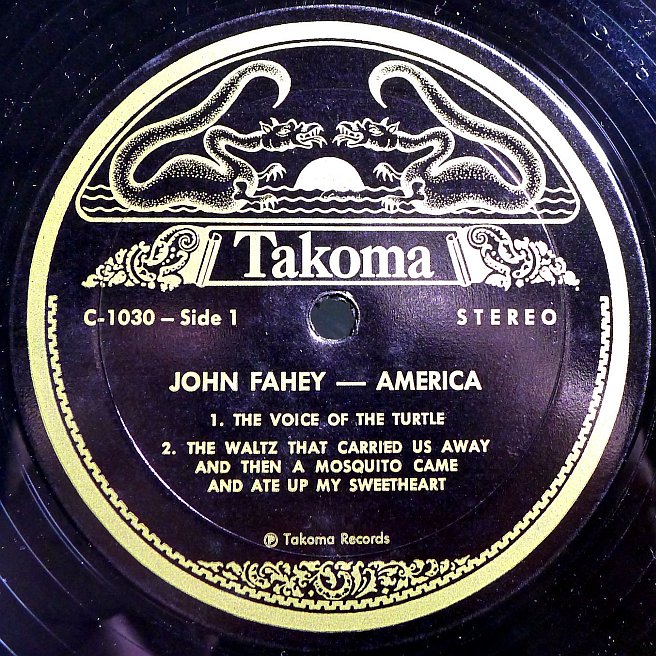 Takoma
C-1030 – Side 1
STEREO
JOHN FAHEY — AMERICA
1. THE VOICE OF THE TURTLE
2. THE WALTZ THAT CARRIED US AWAY
AND THEN A MOSQUITO CAME
AND ATE UP MY SWEETHEART
℗ Takoma Records